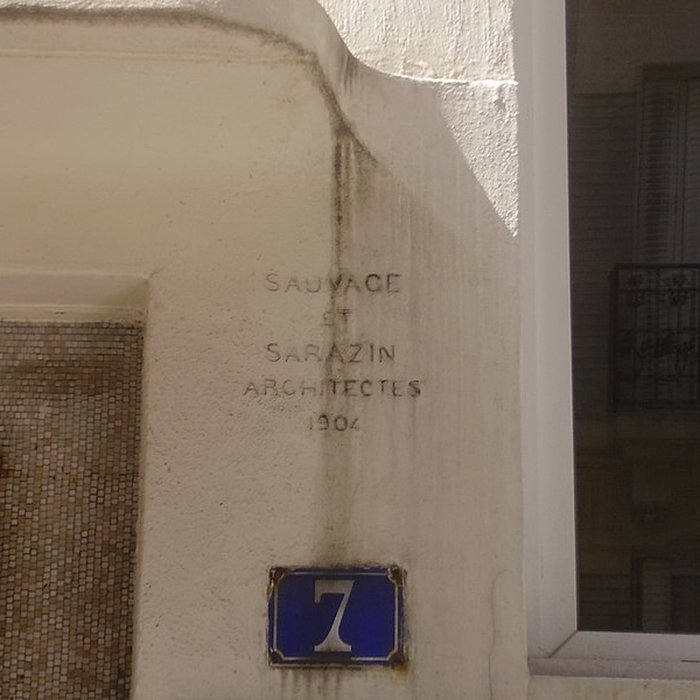 SAUVAGE
ET
SARAZIN
ARCHITECTES
1904
7